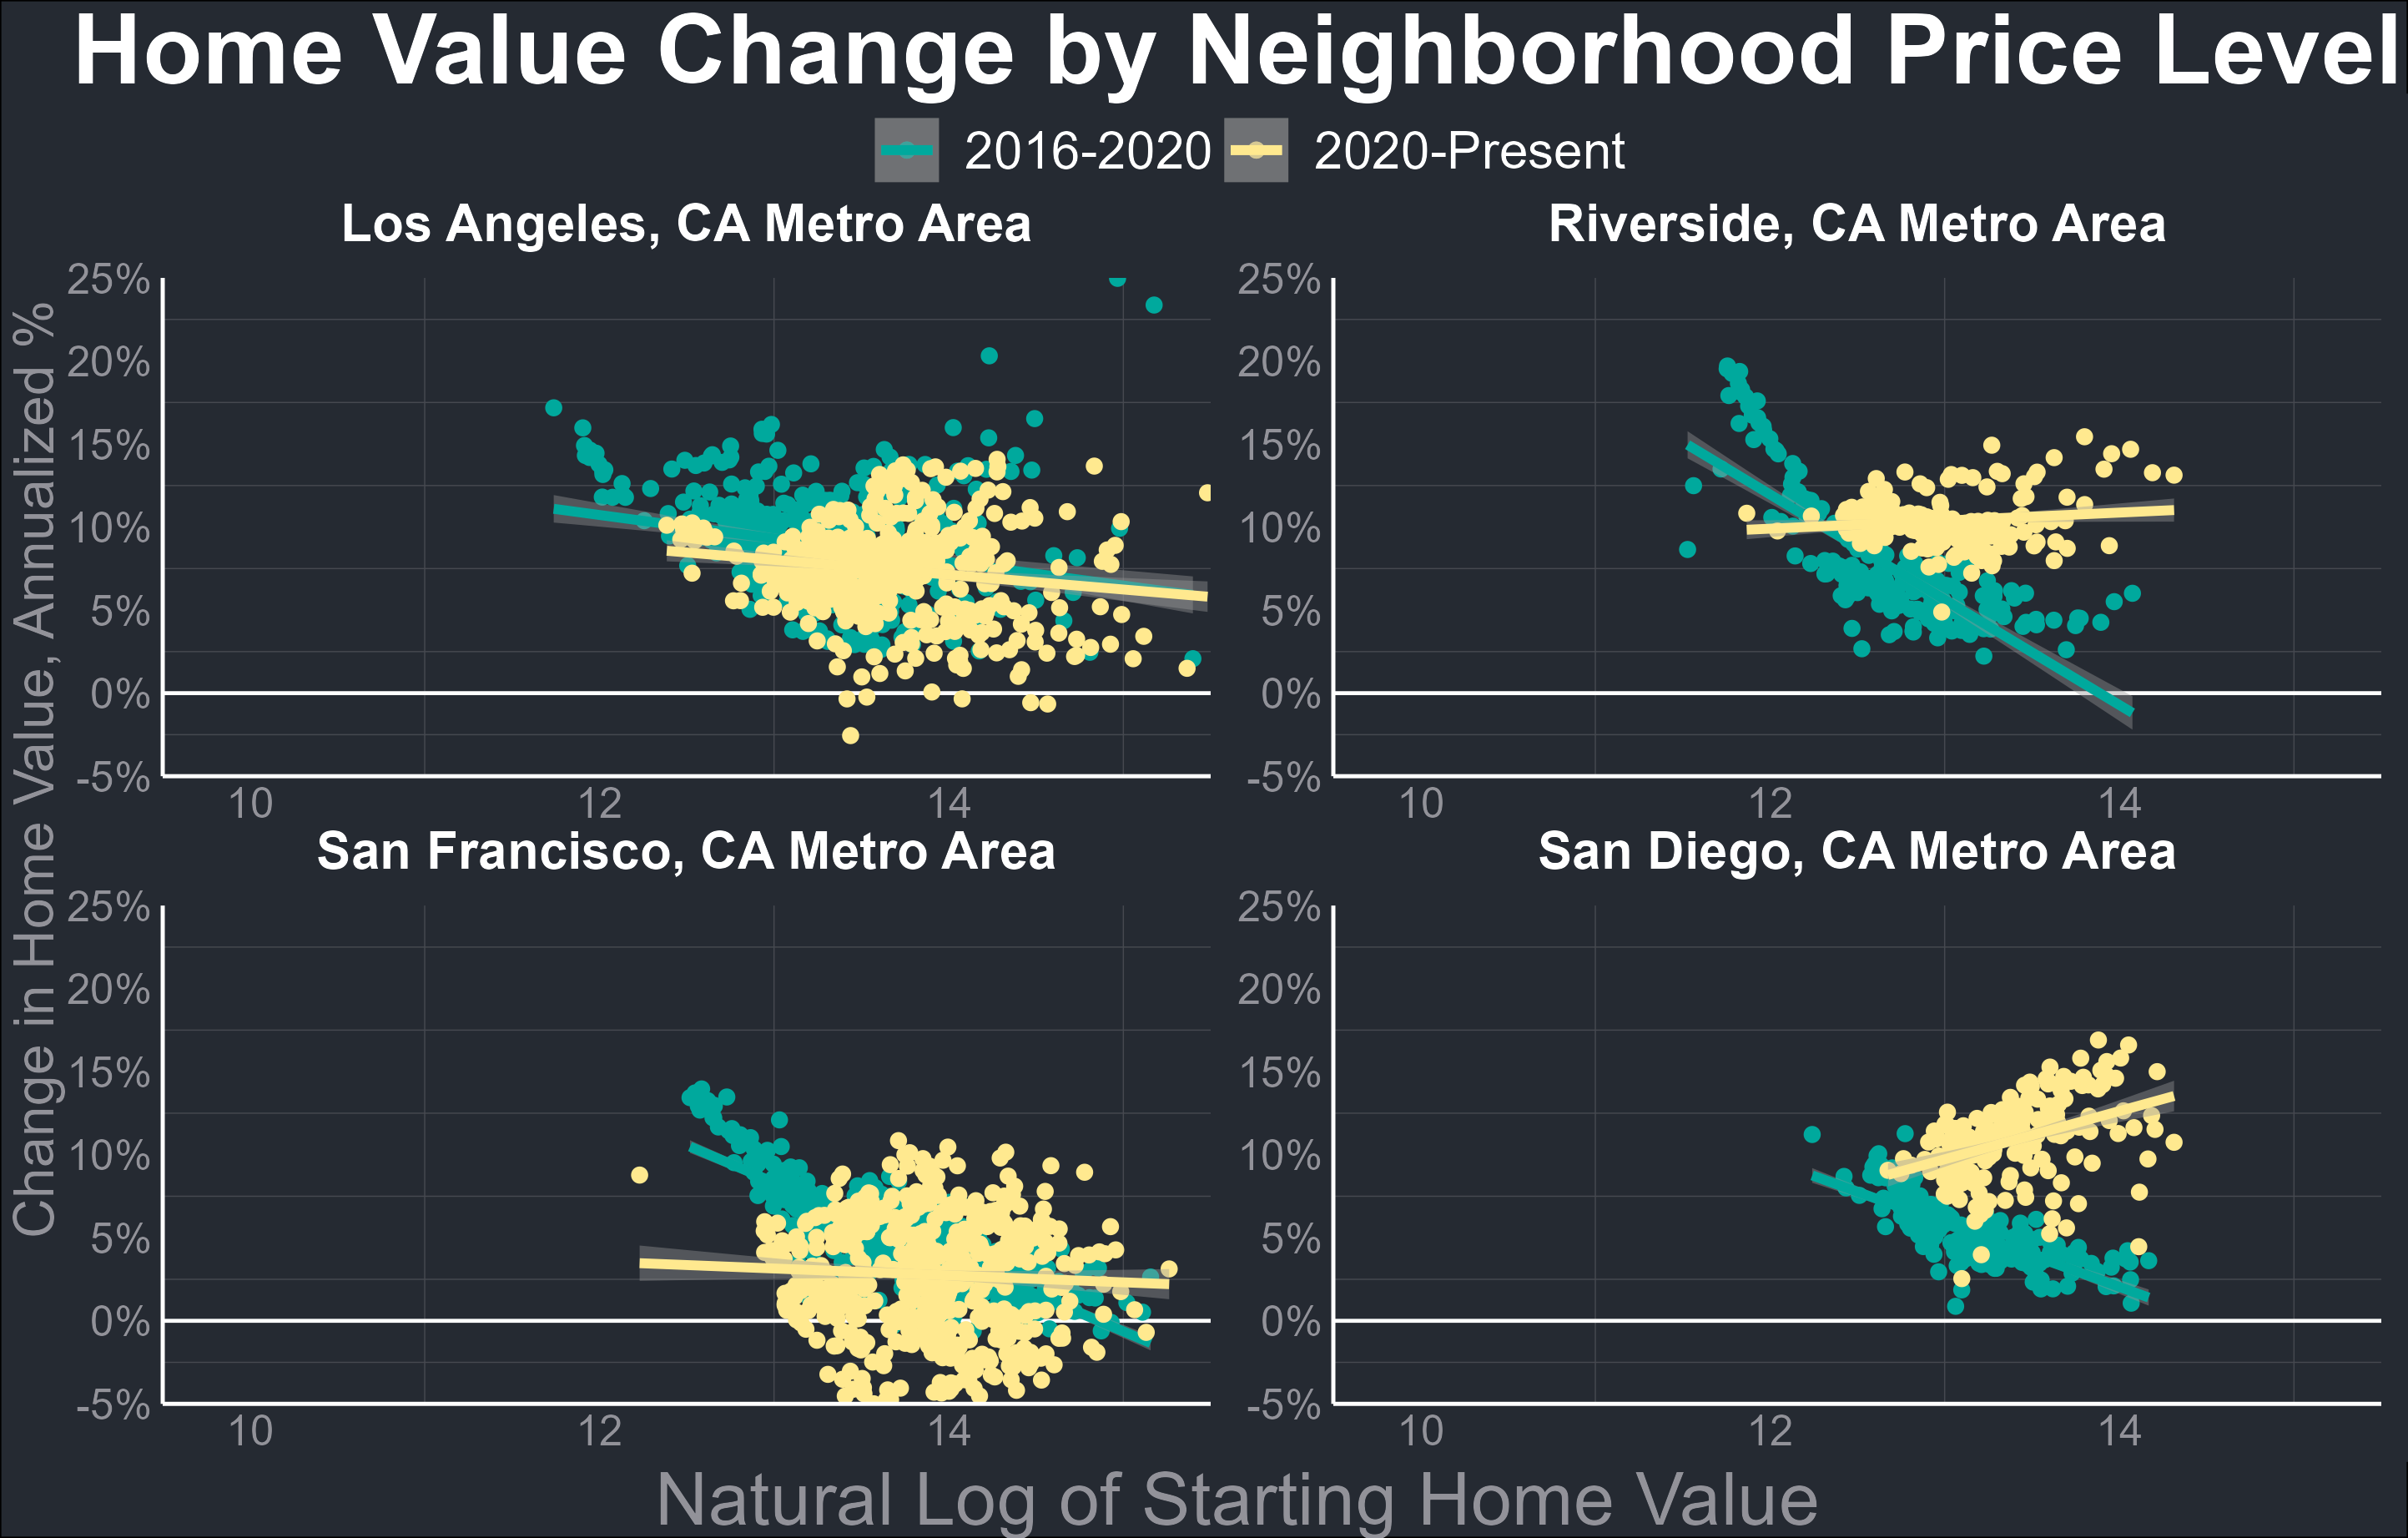 Home Value Change by Neighborhood Price Level
2016-2020 2020-Present
Los Angeles, CA Metro Area
Riverside, CA Metro Area
Change in Home Value, Annualized %
25%
20%
15%
10%
5%
0%
-5%
10 12 14
25%
20%
15%
10%
5%
0%
-5%
10 12 14
San Francisco, CA Metro Area
San Diego, CA Metro Area
25%
20%
15%
10%
5%
0%
-5%
10 12 14
25%
20%
15%
10%
5%
0%
-5%
10 12 14
Natural Log of Starting Home Value